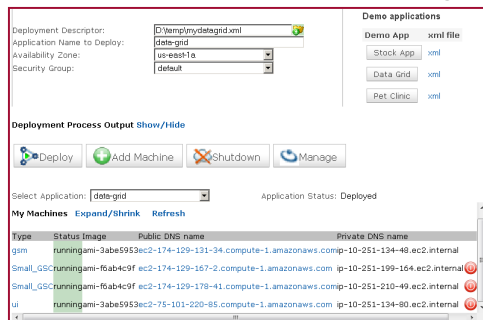 Demo applications
Deployment Descriptor: D:\temp\mydatagrid.xml
Application Name to Deploy: data-grid
Availability Zone: us-east-1a
Security Group: default
Demo App xml file
Stock App xml
Data Grid xml
Pet Clinic xml
Deployment Process Output Show/Hide
Deploy Add Machine Shutdown Manage
Select Application: data-grid Application Status: Deployed
My Machines Expand/Shrink Refresh
Type Status Image Public DNS name Private DNS name
gsm running ami-3abe5953 ec2-174-129-131-34.compute-1.amazonaws.com ip-10-251-134-48.ec2.internal
Small_GSC running ami-f6ab4c9f ec2-174-129-167-2.compute-1.amazonaws.com ip-10-251-199-164.ec2.internal
Small_GSC running ami-f6ab4c9f ec2-174-129-178-41.compute-1.amazonaws.com ip-10-251-210-49.ec2.internal
ui running ami-3abe5953 ec2-75-101-220-85.compute-1.amazonaws.com ip-10-251-134-80.ec2.internal